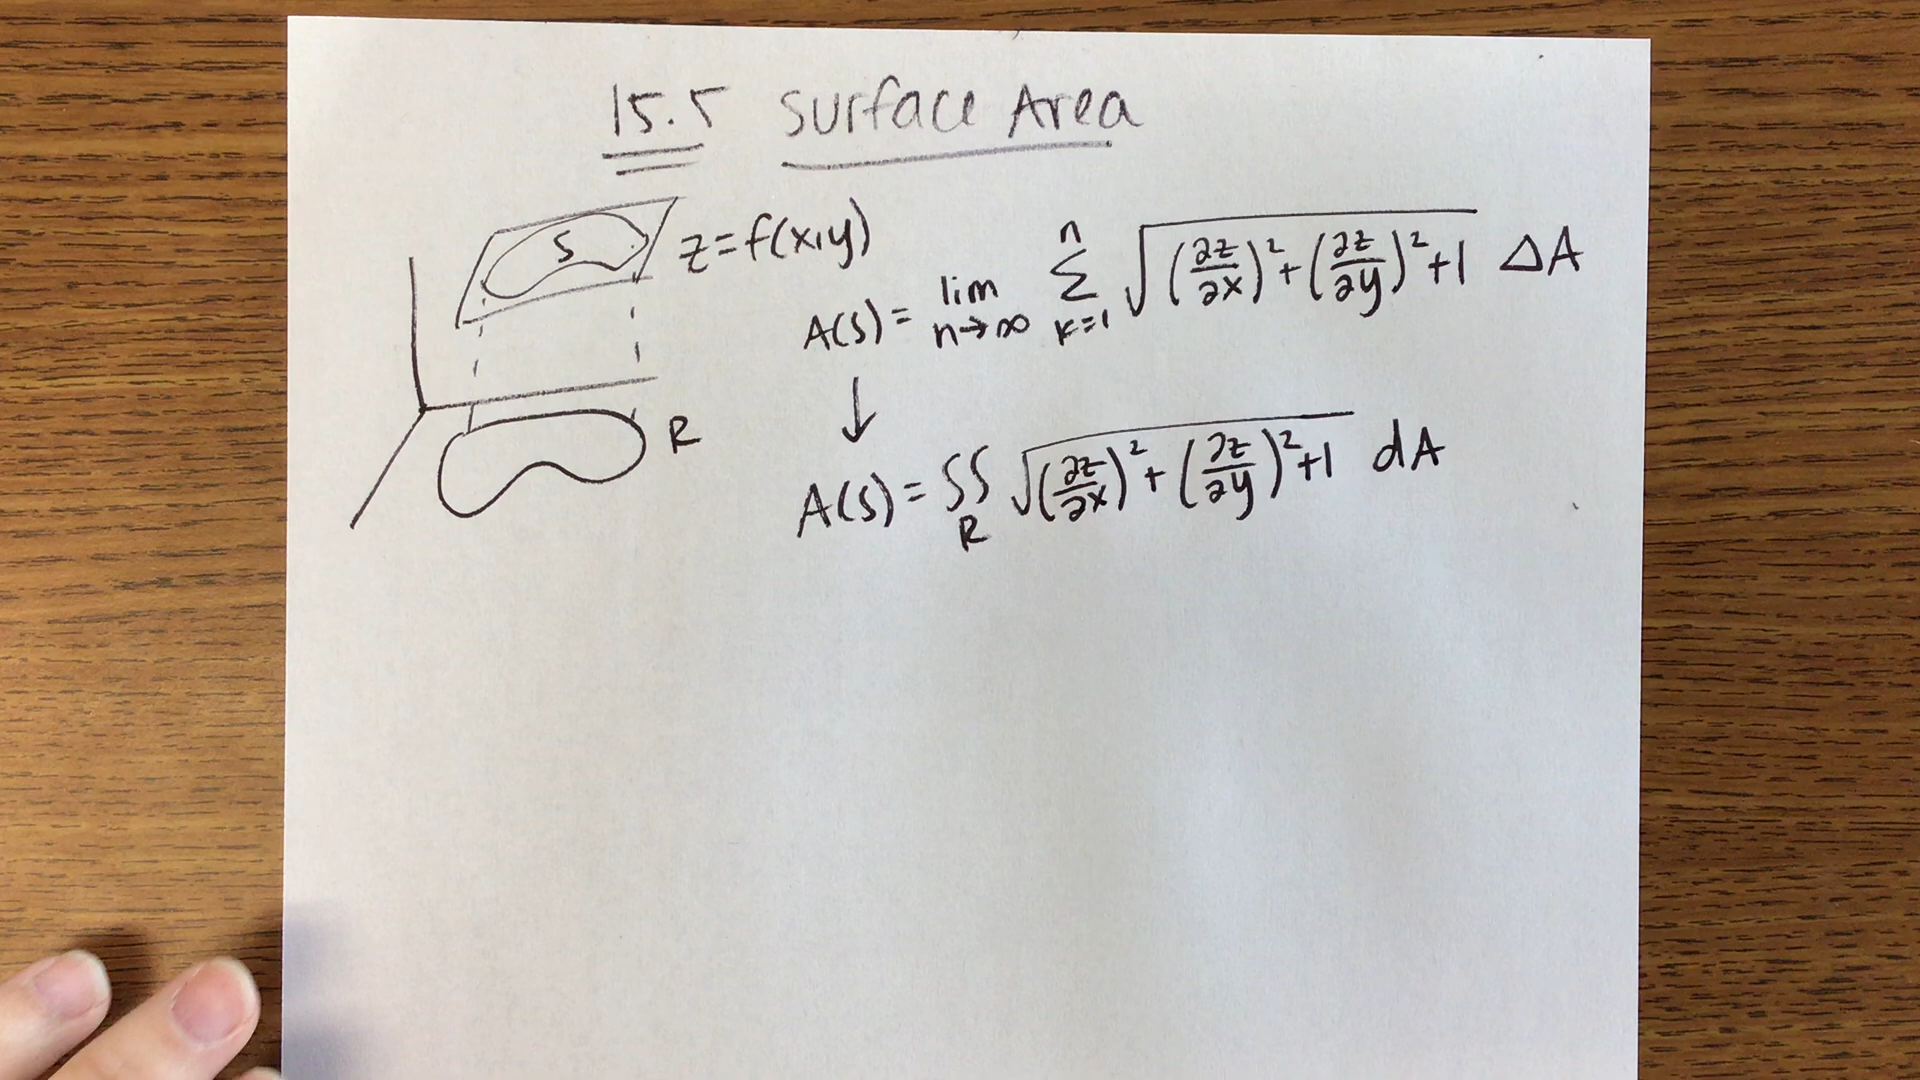 15.5 Surface Area
S
z=f(x,y)
A(S) = lim n→∞ n Σ k=1 √((∂z/∂x)²+(∂z/∂y)²+1) ΔA
↓
R
A(S) = ∫∫ R √((∂z/∂x)²+(∂z/∂y)²+1) dA